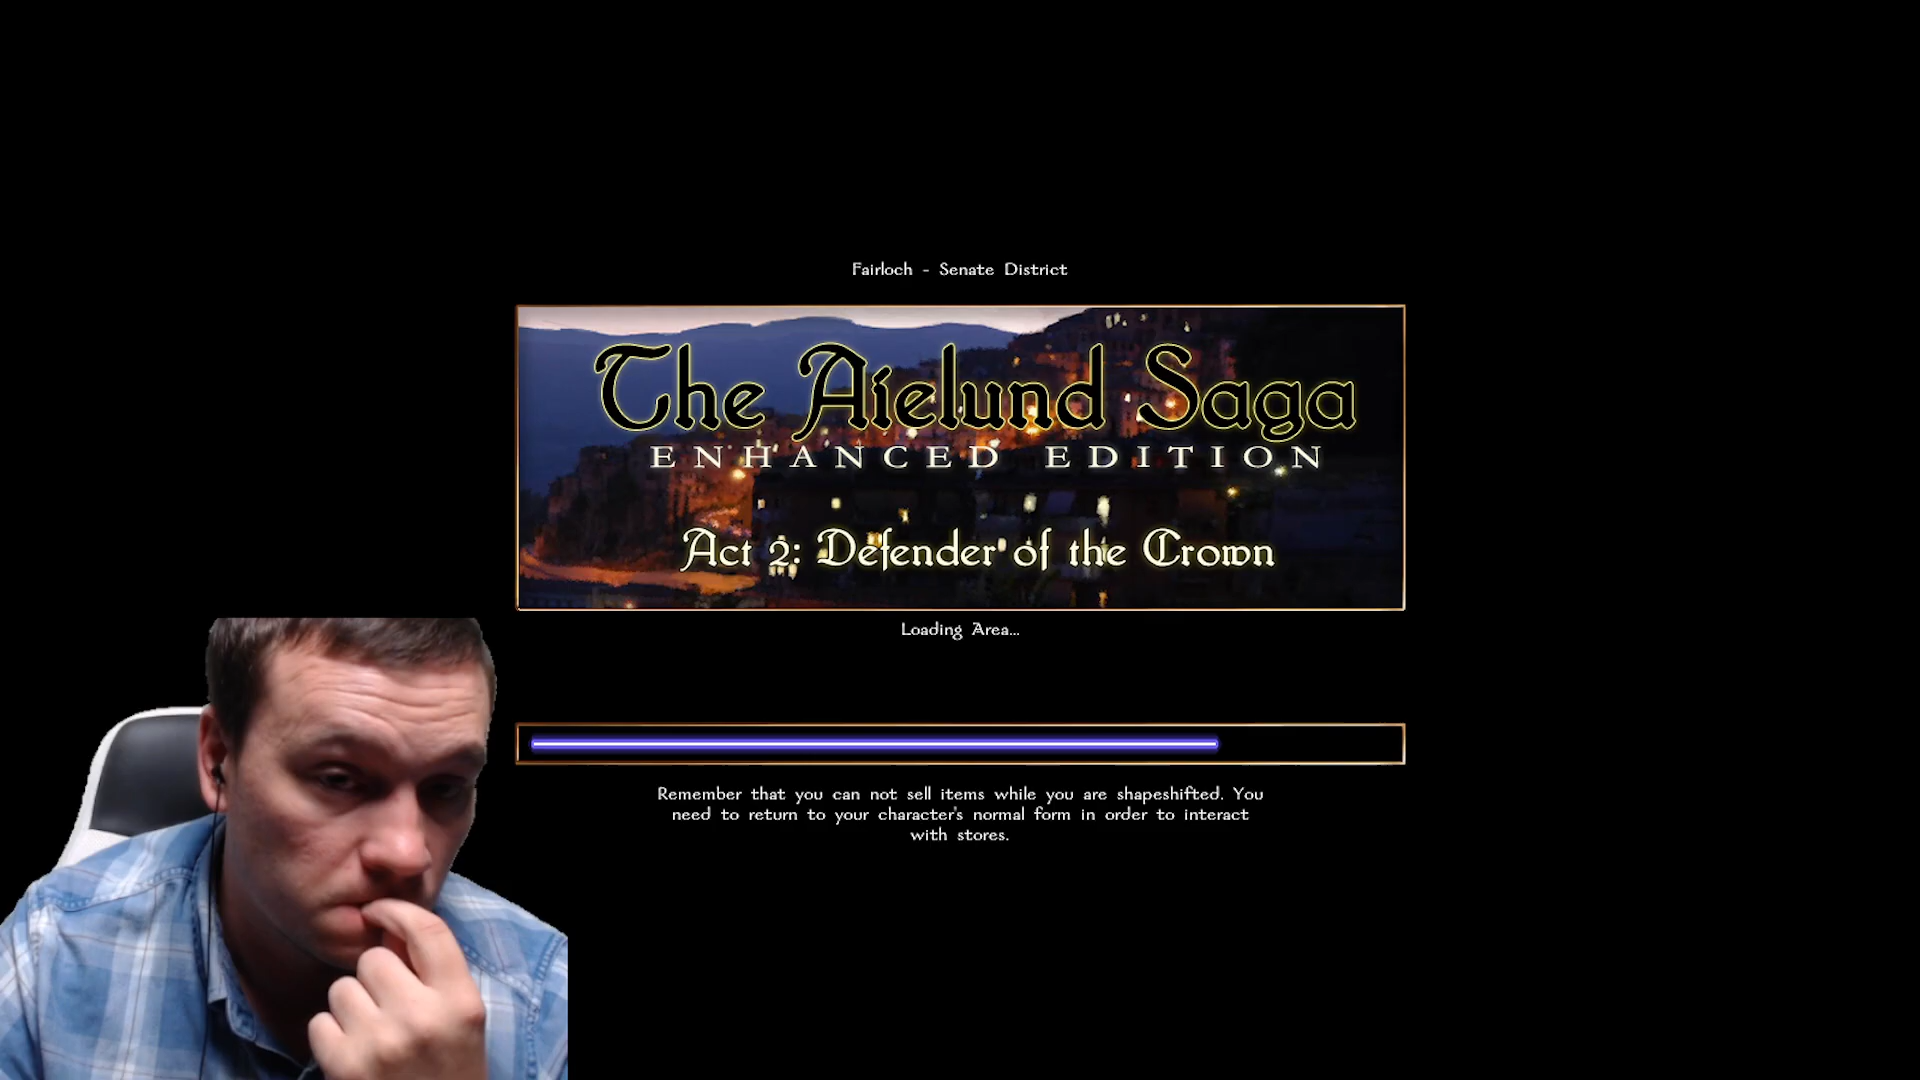 Fairloch - Senate District
The Aielund Saga
ENHANCED EDITION
Act 2: Defender of the Crown
Loading Area...
Remember that you can not sell items while you are shapeshifted. You
need to return to your character's normal form in order to interact
with stores.